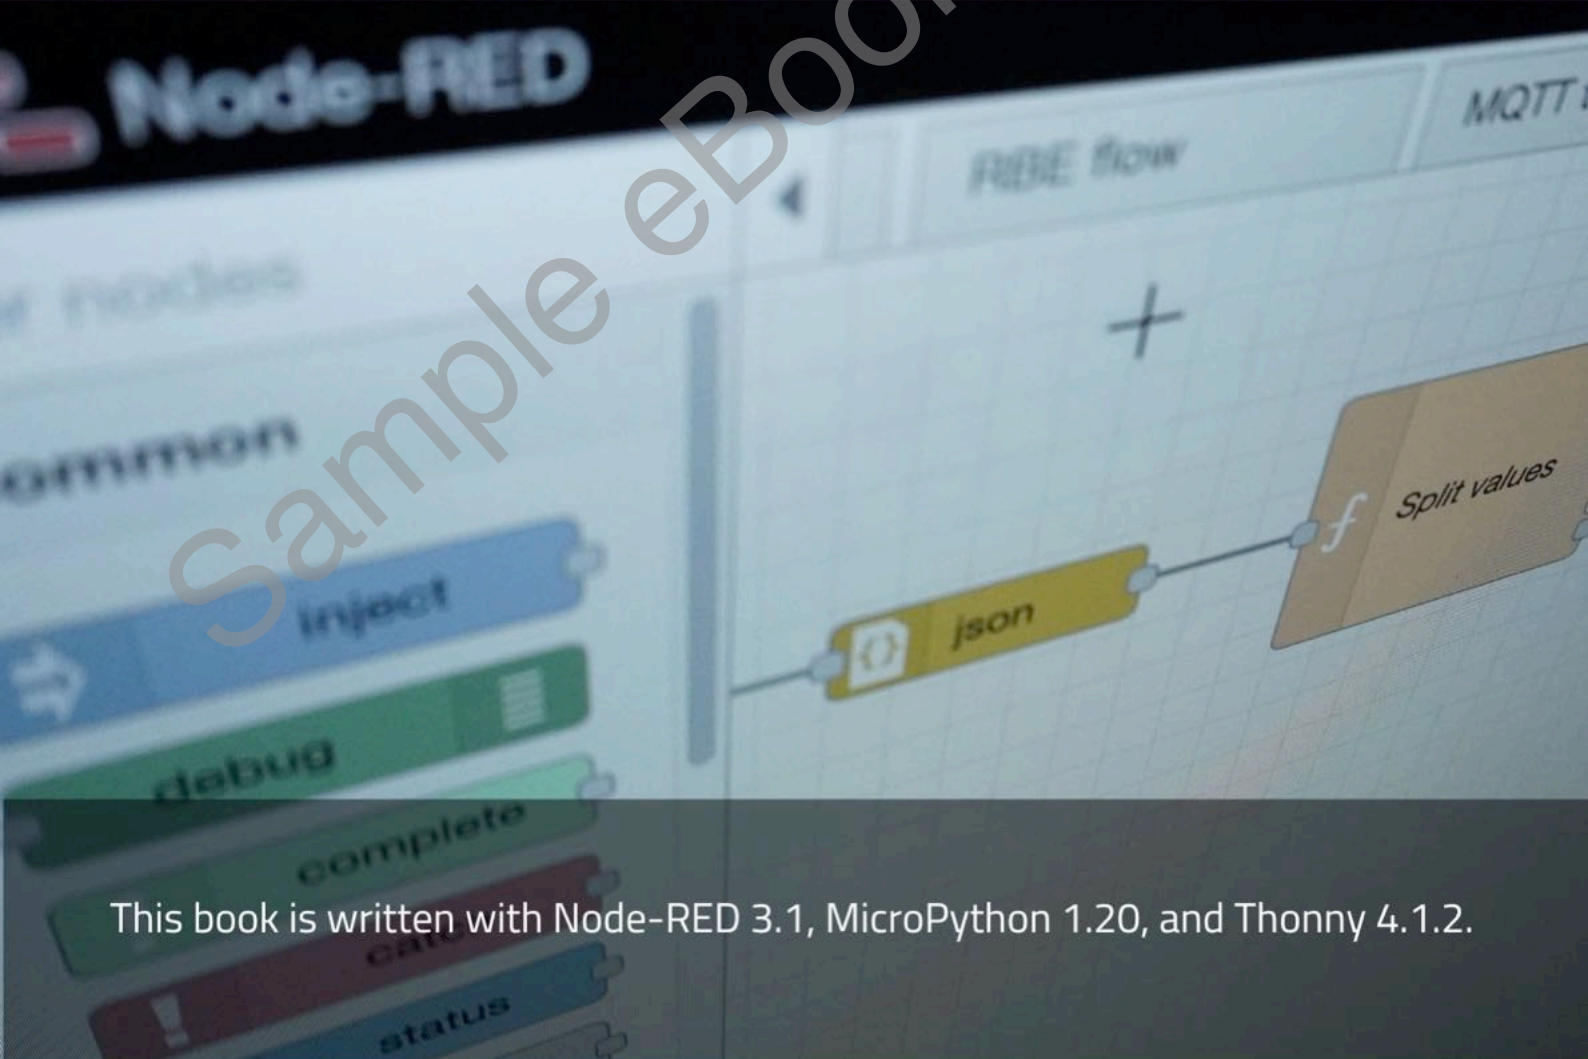 Node-RED
RBE flow
MQTT
nodes
ommon
inject
debug
complete
status
json
f Split values
Sample eBoo
This book is written with Node-RED 3.1, MicroPython 1.20, and Thonny 4.1.2.